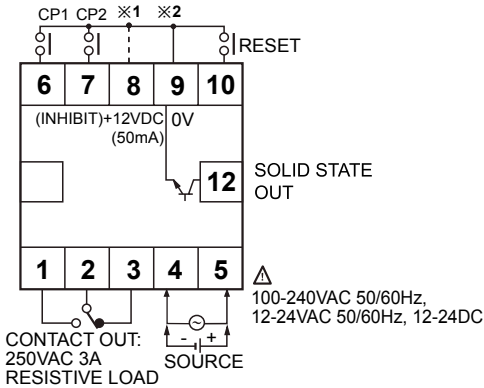 CP1 CP2 ※1 ※2
RESET
6 7 8 9 10
(INHIBIT)+12VDC 0V
(50mA)
12
SOLID STATE
OUT
1 2 3 4 5
⚠
100-240VAC 50/60Hz,
12-24VAC 50/60Hz, 12-24DC
- +
CONTACT OUT:
250VAC 3A
RESISTIVE LOAD
SOURCE